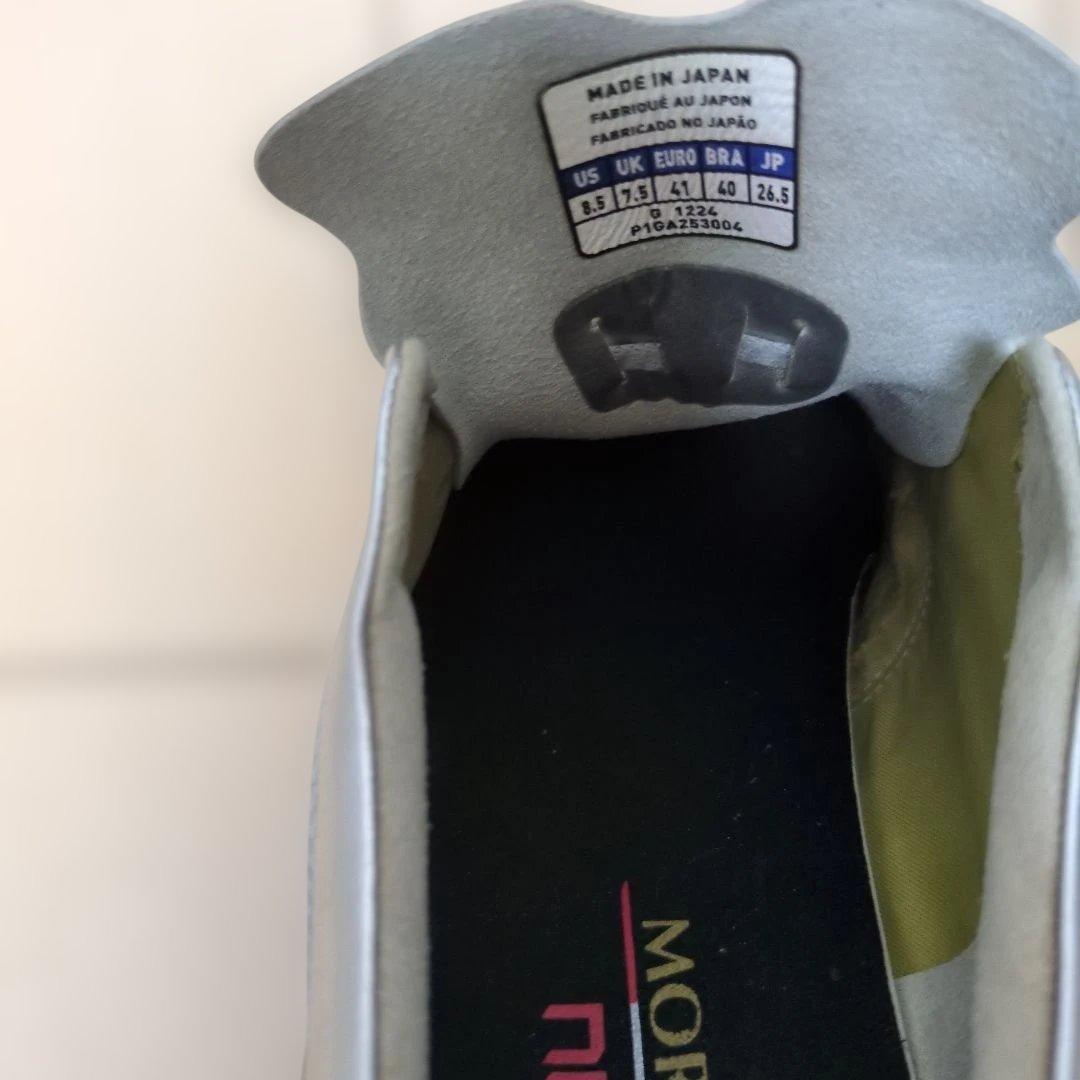 MADE IN JAPAN
FABRIQUÉ AU JAPON
FABRICADO NO JAPÃO
US UK EURO BRA JP
8.5 7.5 41 40 26.5
G 1224
P1GA253004
MOR